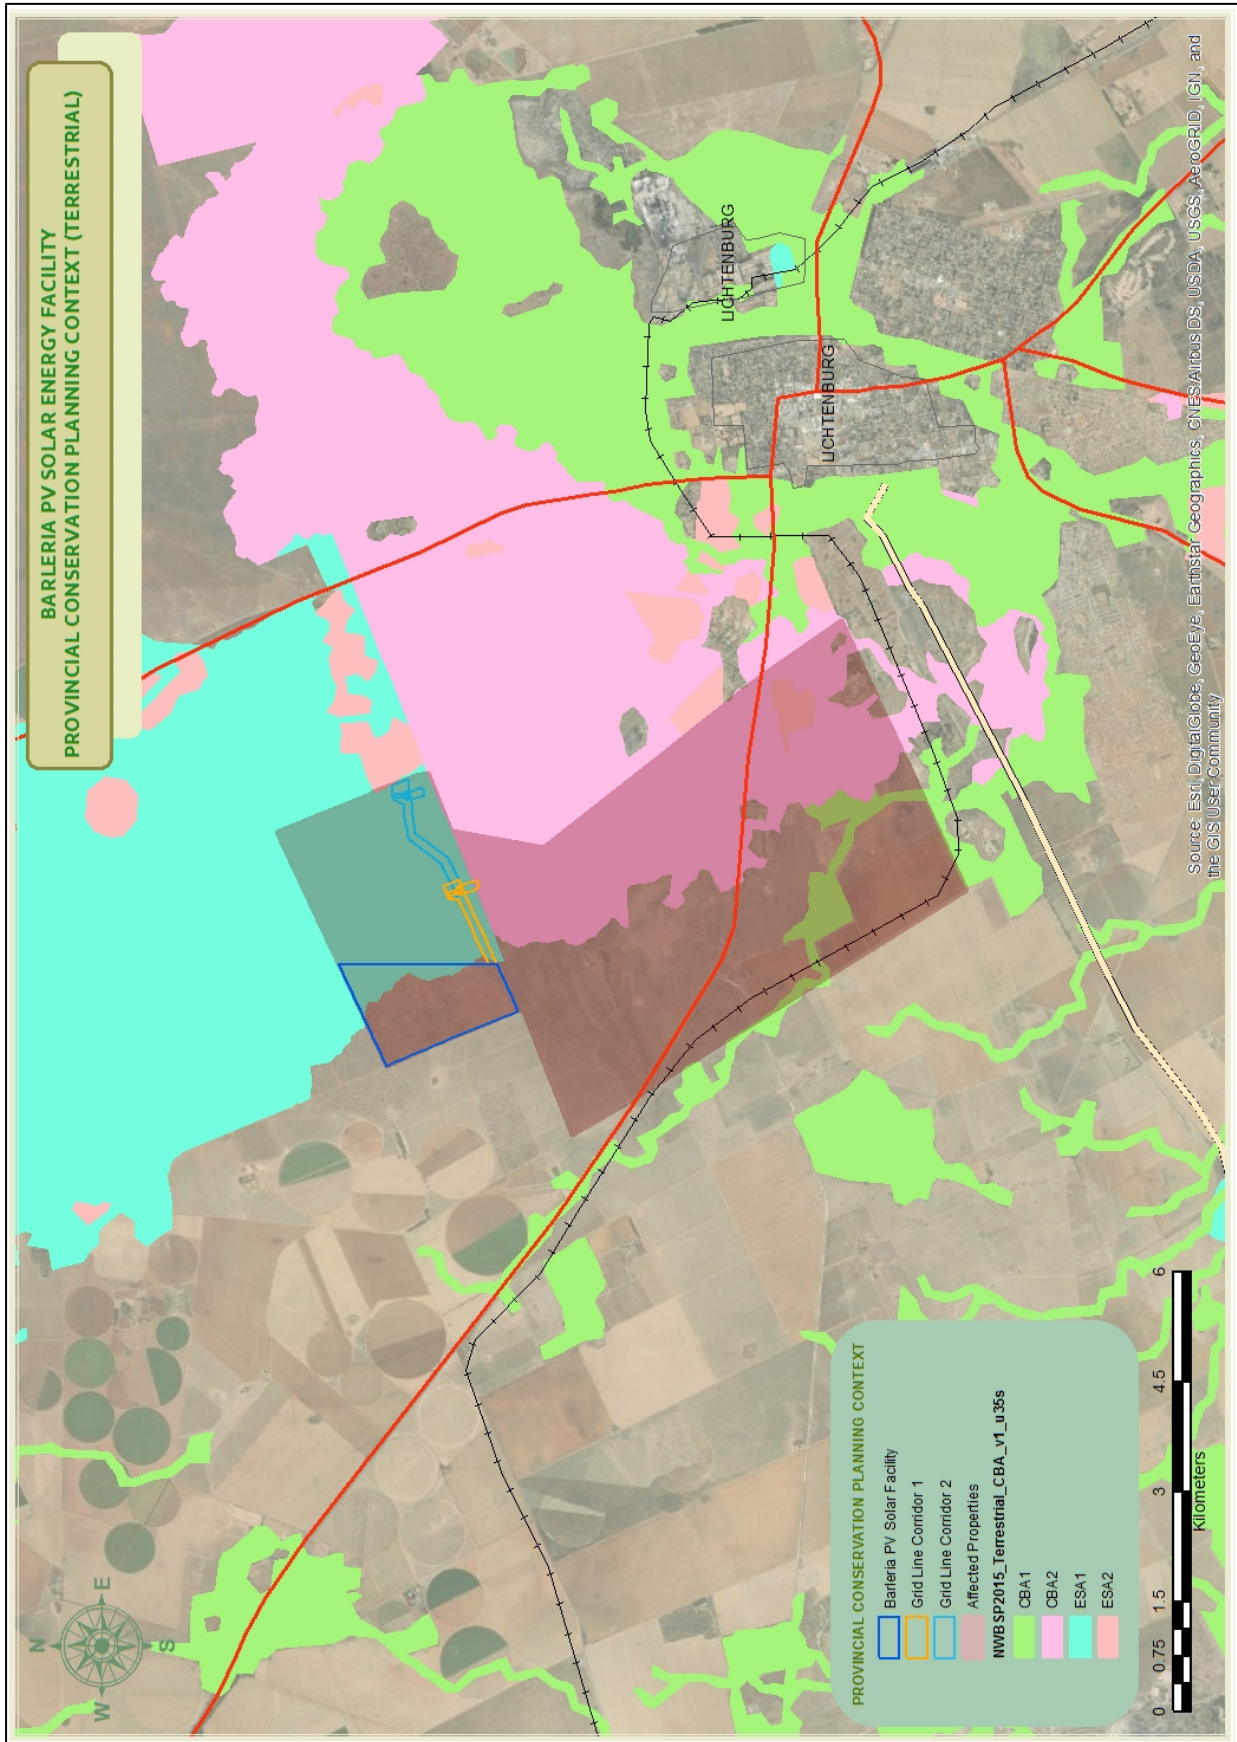 BARLERIA PV SOLAR ENERGY FACILITY
PROVINCIAL CONSERVATION PLANNING CONTEXT (TERRESTRIAL)
N
W
E
S
LICHTENBURG
LICHTENBURG
PROVINCIAL CONSERVATION PLANNING CONTEXT
Barleria PV Solar Facility
Grid Line Corridor 1
Grid Line Corridor 2
Affected Properties
NWBSP2015_Terrestrial_CBA_v1_u35s
CBA1
CBA2
ESA1
ESA2
0 0.75 1.5 3 4.5 6
Kilometers
Source: Esri, DigitalGlobe, GeoEye, Earthstar Geographics, CNES/Airbus DS, USDA, USGS, AeroGRID, IGN, and
the GIS User Community